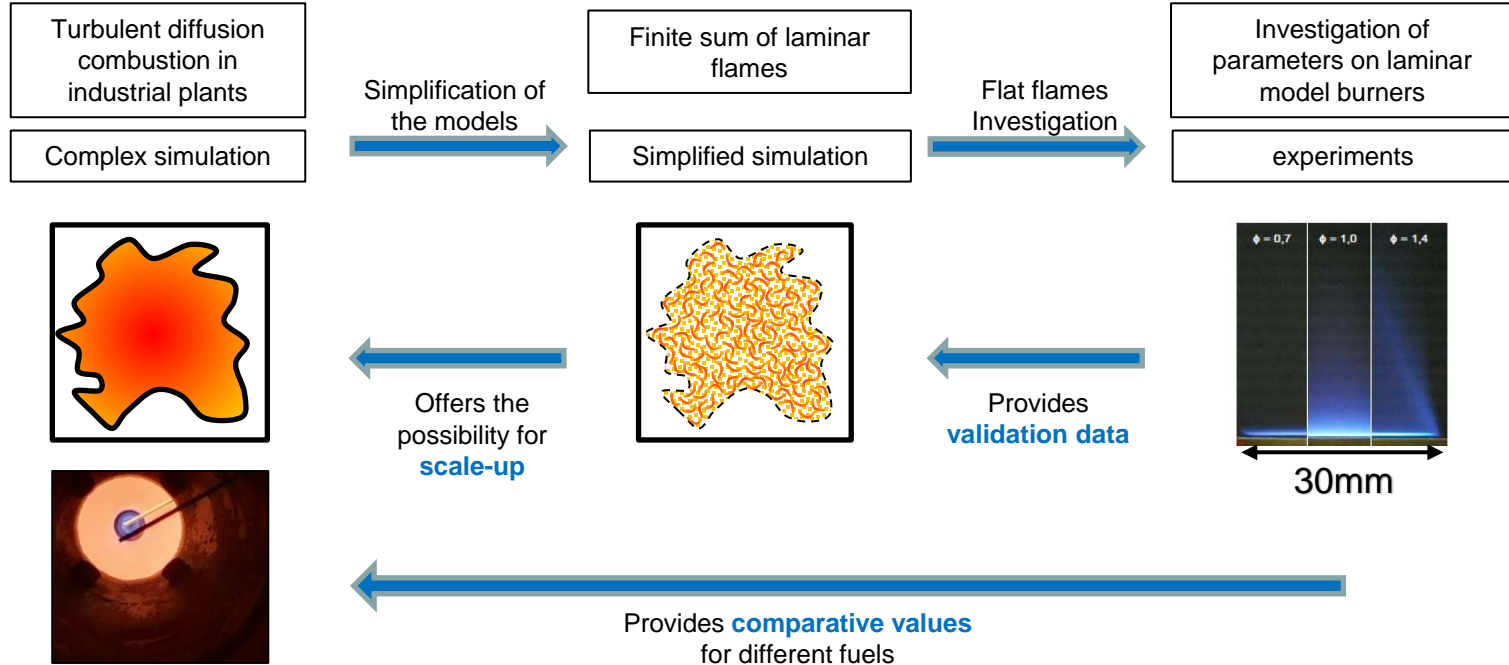 Turbulent diffusion
combustion in
industrial plants
Complex simulation
Simplification of
the models
Finite sum of laminar
flames
Simplified simulation
Flat flames
Investigation
Investigation of
parameters on laminar
model burners
experiments
ϕ = 0,7
ϕ = 1,0
ϕ = 1,4
Offers the
possibility for
scale-up
Provides
validation data
30mm
Provides comparative values
for different fuels